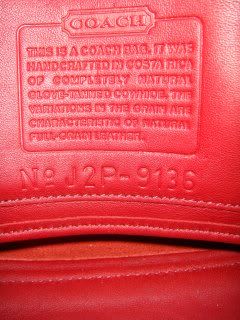 COACH
THIS IS A COACH BAG. IT WAS
HANDCRAFTED IN COSTA RICA
OF COMPLETELY NATURAL
GLOVE-TANNED COWHIDE. THE
VARIATIONS IN THE GRAIN ARE
CHARACTERISTIC OF NATURAL
FULL-GRAIN LEATHER.
No J2P-9136